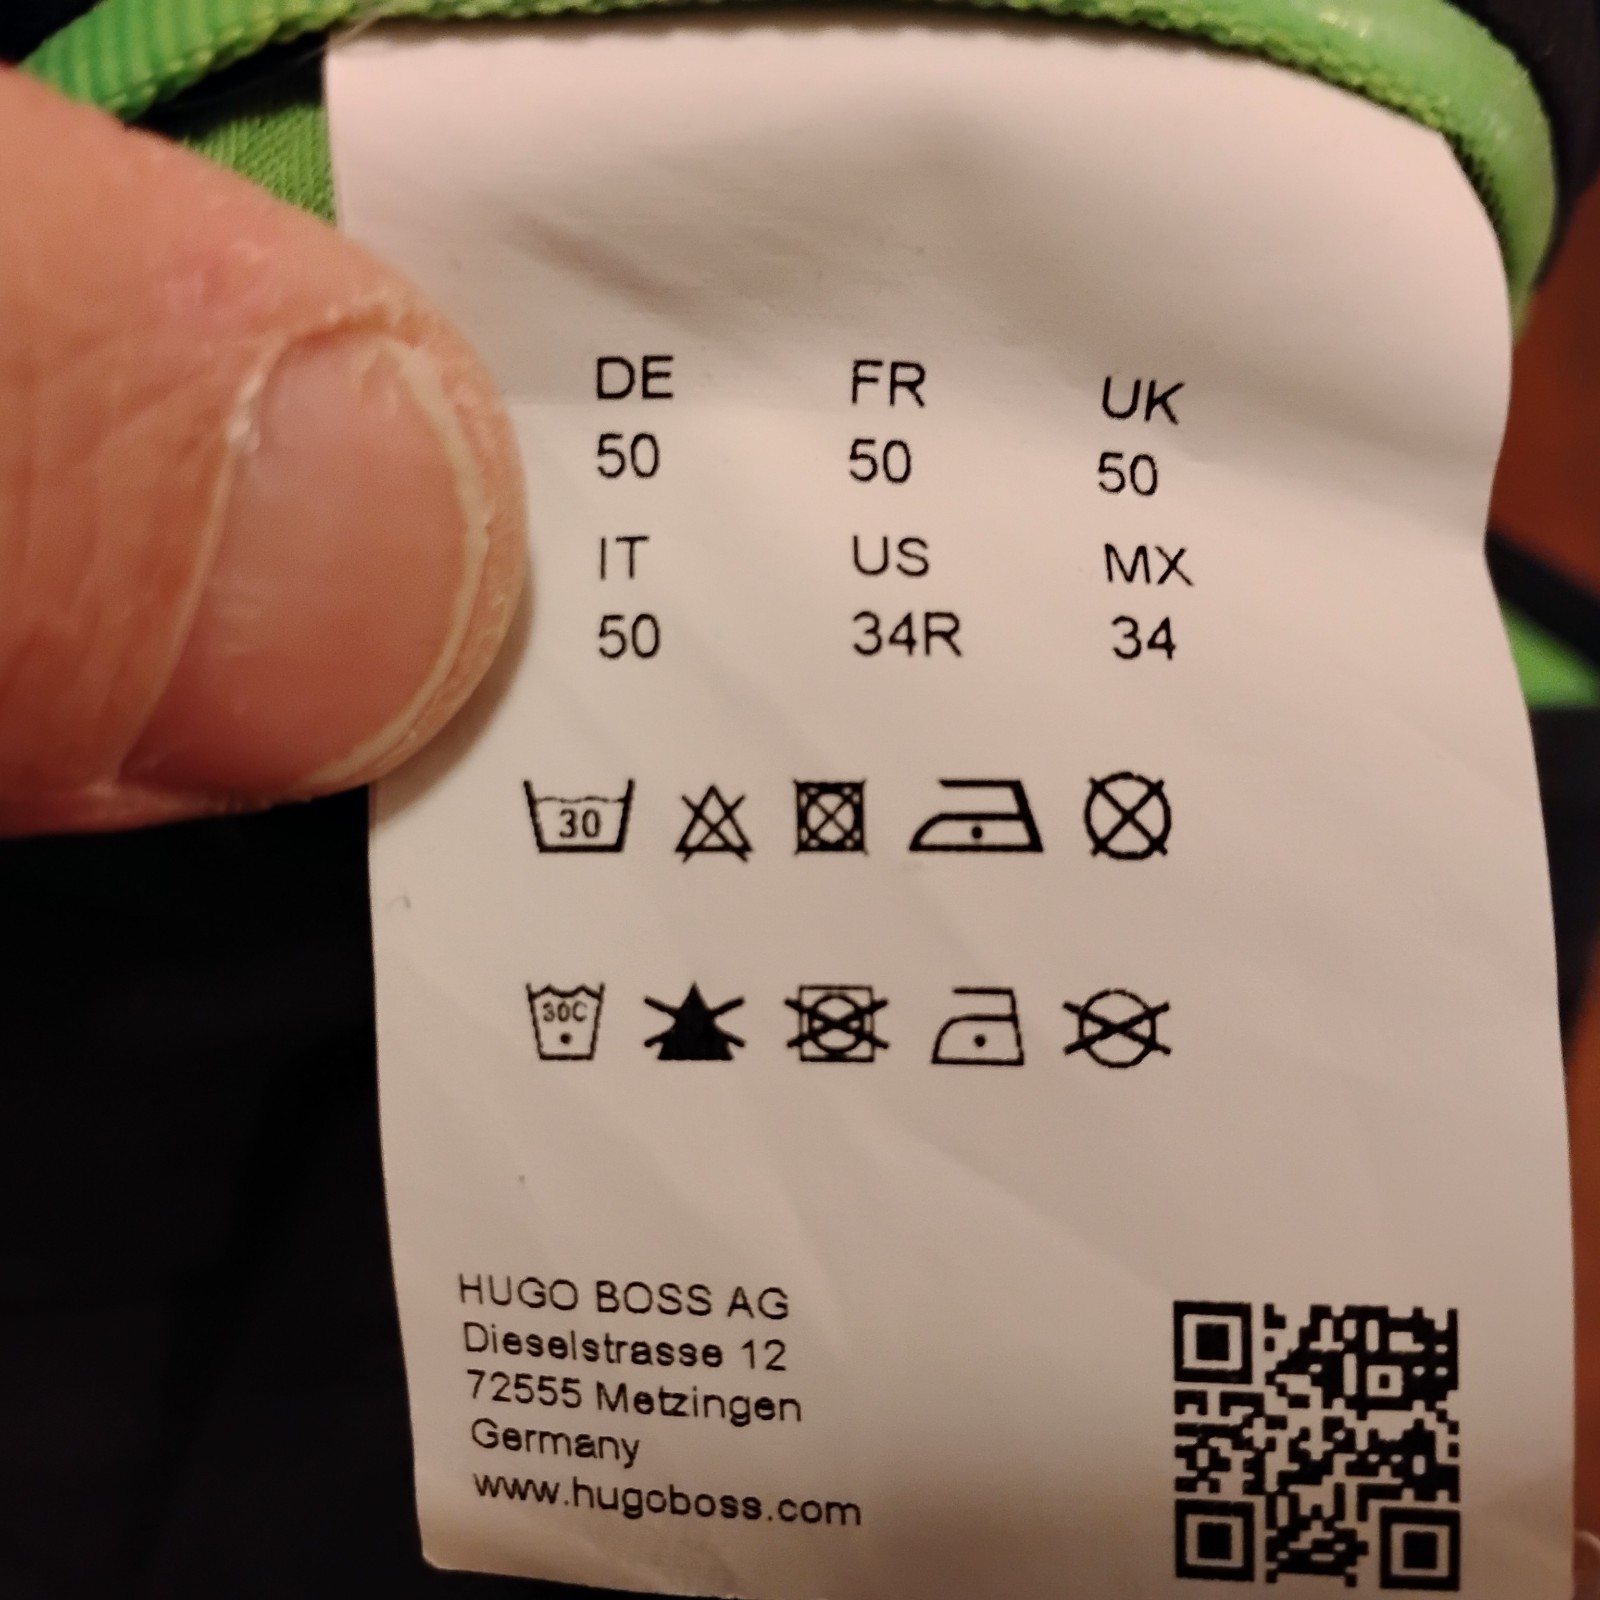 DE FR UK
50 50 50
IT US MX
50 34R 34
30
30C
HUGO BOSS AG
Dieselstrasse 12
72555 Metzingen
Germany
www.hugoboss.com